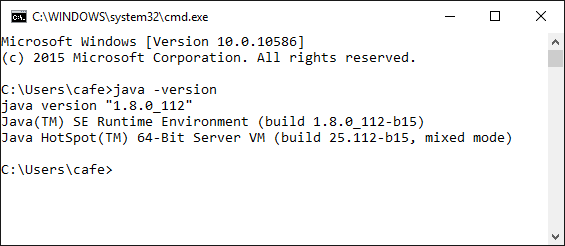 C:\WINDOWS\system32\cmd.exe
Microsoft Windows [Version 10.0.10586]
(c) 2015 Microsoft Corporation. All rights reserved.
C:\Users\cafe>java -version
java version "1.8.0_112"
Java(TM) SE Runtime Environment (build 1.8.0_112-b15)
Java HotSpot(TM) 64-Bit Server VM (build 25.112-b15, mixed mode)
C:\Users\cafe>